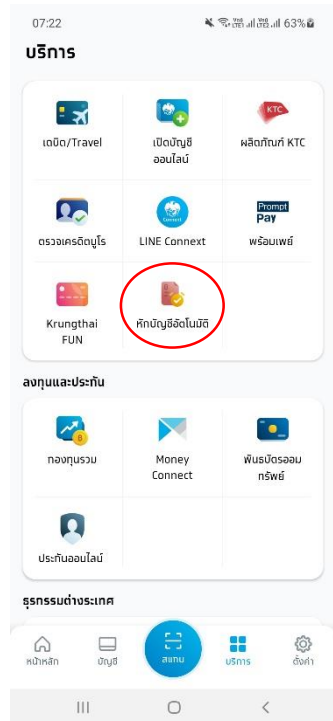 07:22
63%
บริการ
KTC
เดบิต/Travel
เปิดบัญชี
ออนไลน์
ผลิตภัณฑ์ KTC
Connext
Prompt
Pay
ตรวจเครดิตบูโร
LINE Connext
พร้อมเพย์
Krungthai
FUN
หักบัญชีอัตโนมัติ
ลงทุนและประกัน
กองทุนรวม
Money
Connect
พันธบัตรออม
ทรัพย์
ประกันออนไลน์
ธุรกรรมต่างประเทศ
หน้าหลัก
บัญชี
สแกน
บริการ
ตั้งค่า